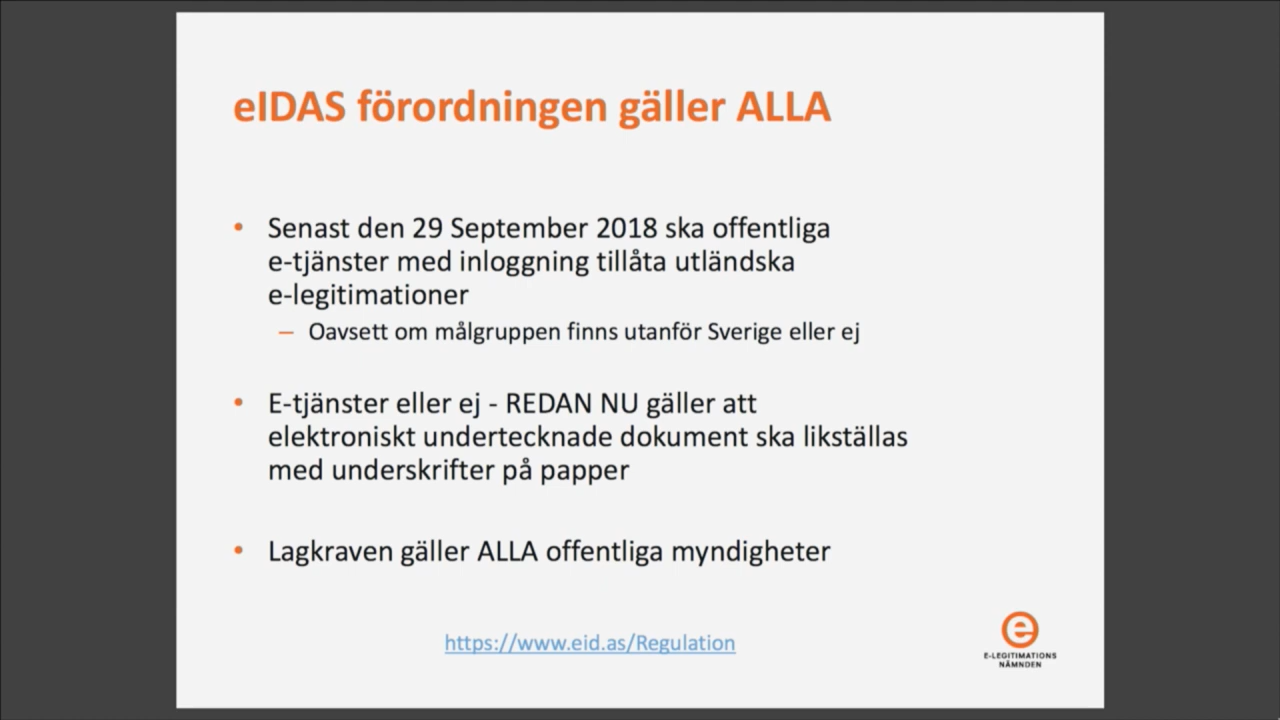 eIDAS förordningen gäller ALLA
• Senast den 29 September 2018 ska offentliga
e-tjänster med inloggning tillåta utländska
e-legitimationer
– Oavsett om målgruppen finns utanför Sverige eller ej
• E-tjänster eller ej - REDAN NU gäller att
elektroniskt undertecknade dokument ska likställas
med underskrifter på papper
• Lagkraven gäller ALLA offentliga myndigheter
https://www.eid.as/Regulation
e
E-LEGITIMATIONS
NÄMNDEN